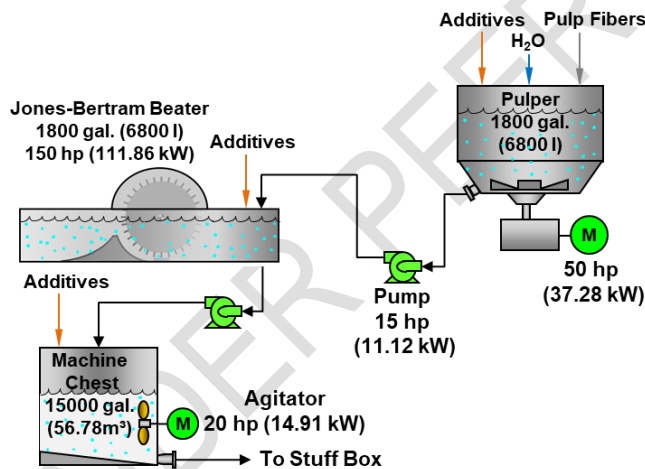 Additives
Pulp Fibers
H₂O
Pulper
1800 gal.
(6800 l)
Jones-Bertram Beater
1800 gal. (6800 l)
150 hp (111.86 kW)
Additives
M
50 hp
(37.28 kW)
Pump
15 hp
(11.12 kW)
Additives
Machine
Chest
15000 gal.
(56.78m³)
Agitator
M
20 hp (14.91 kW)
To Stuff Box